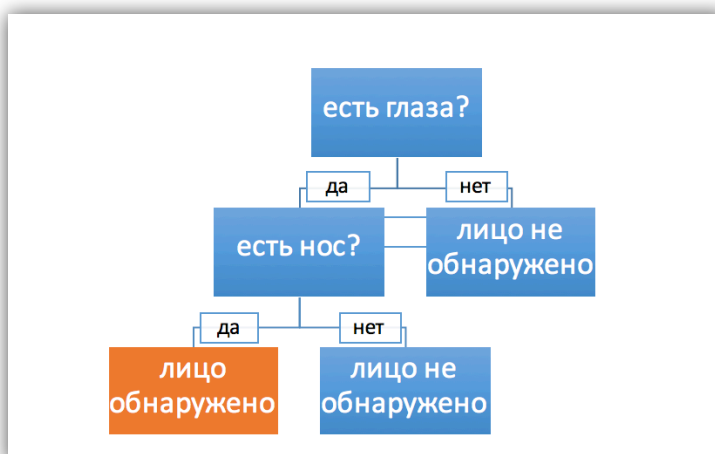 есть глаза?
да
нет
есть нос?
лицо не
обнаружено
да
нет
лицо
обнаружено
лицо не
обнаружено